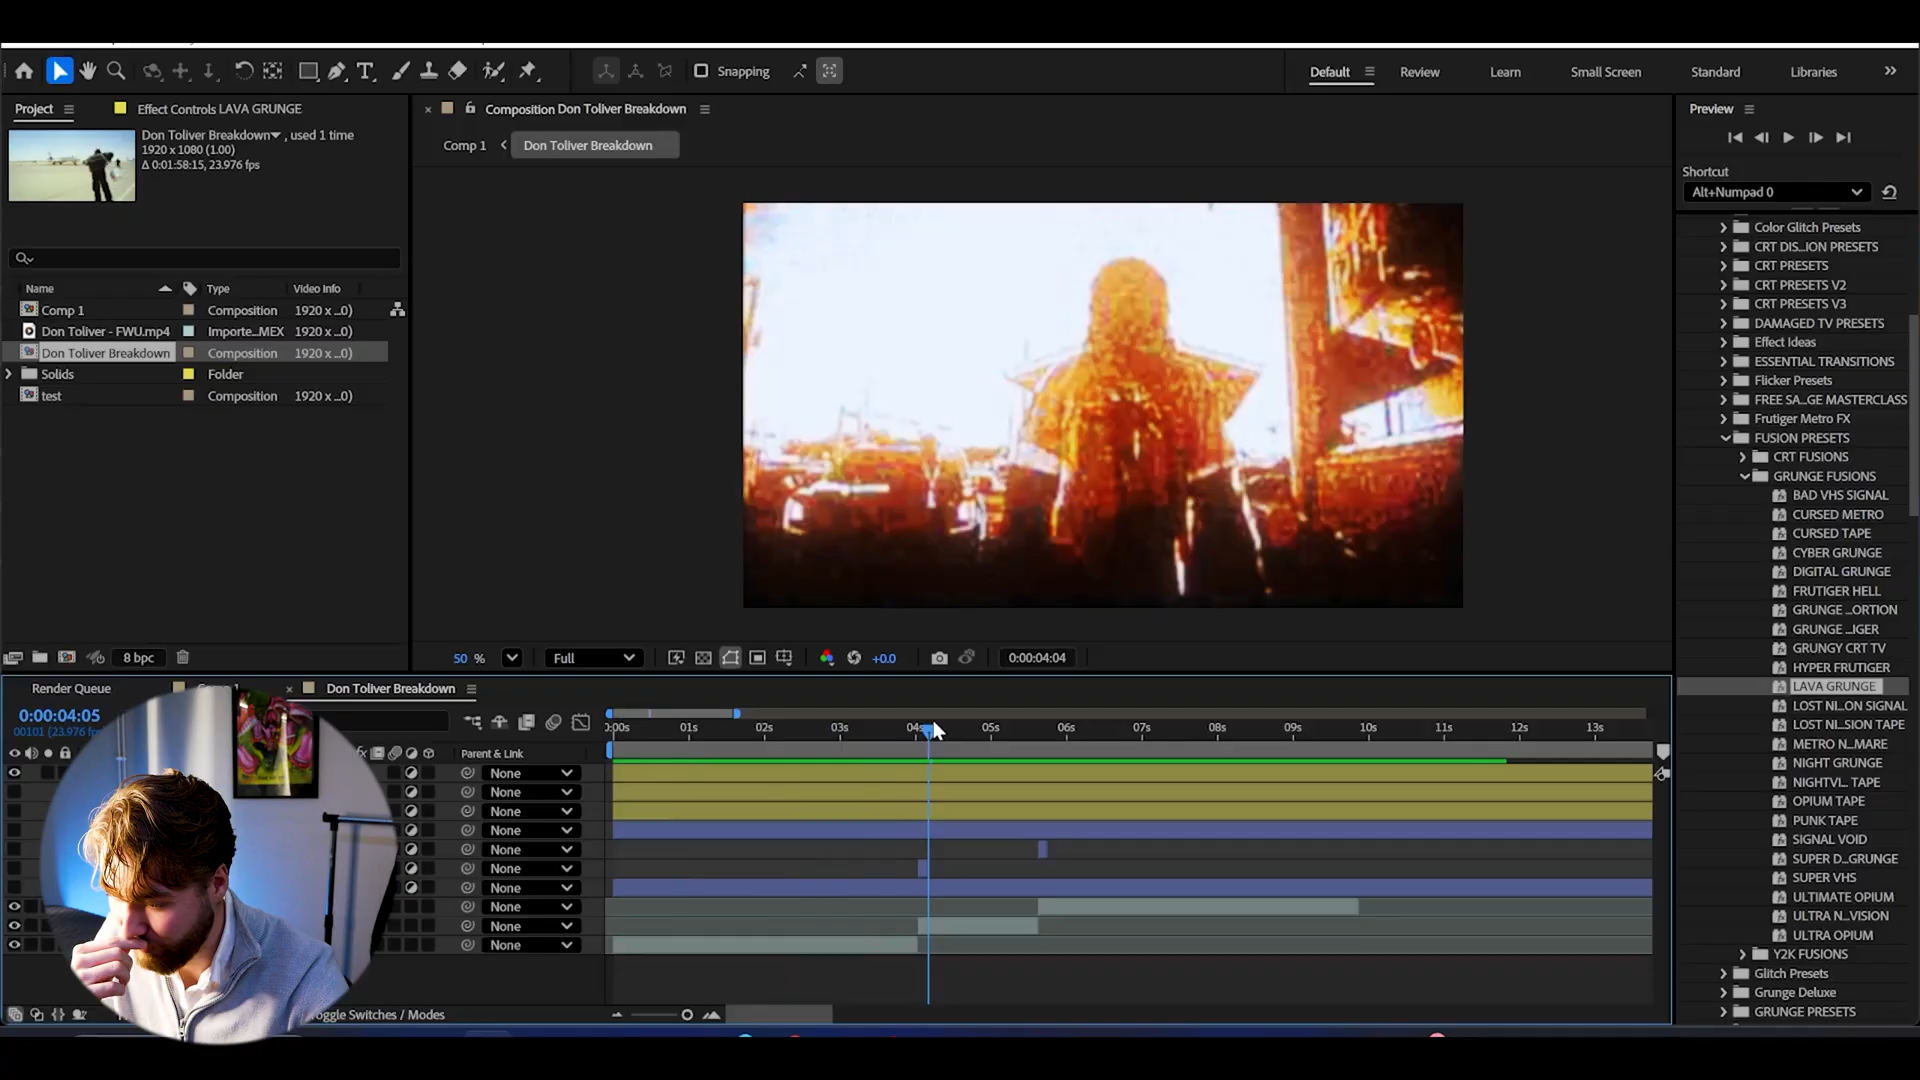 Snapping
Default
Review
Learn
Small Screen
Standard
Libraries
Project
Effect Controls LAVA GRUNGE
Composition Don Toliver Breakdown
Preview
Don Toliver Breakdown , used 1 time
1920 x 1080 (1.00)
Δ 0:01:58:15, 23.976 fps
Comp 1
Don Toliver Breakdown
Shortcut
Alt+Numpad 0
Name
Type
Video Info
Comp 1 Composition 1920 x ...0)
Don Toliver - FWU.mp4 Importe...MEX 1920 x ...0)
Don Toliver Breakdown Composition 1920 x ...0)
Solids Folder
test Composition 1920 x ...0)
Color Glitch Presets
CRT DIS...ION PRESETS
CRT PRESETS
CRT PRESETS V2
CRT PRESETS V3
DAMAGED TV PRESETS
Effect Ideas
ESSENTIAL TRANSITIONS
Flicker Presets
FREE SA...GE MASTERCLASS
Frutiger Metro FX
FUSION PRESETS
CRT FUSIONS
GRUNGE FUSIONS
BAD VHS SIGNAL
CURSED METRO
CURSED TAPE
CYBER GRUNGE
DIGITAL GRUNGE
FRUTIGER HELL
GRUNGE ...ORTION
GRUNGE ...IGER
GRUNGY CRT TV
HYPER FRUTIGER
LAVA GRUNGE
LOST NI...ON SIGNAL
LOST NI...SION TAPE
METRO N...MARE
NIGHT GRUNGE
NIGHTVI... TAPE
OPIUM TAPE
PUNK TAPE
SIGNAL VOID
SUPER D...GRUNGE
SUPER VHS
ULTIMATE OPIUM
ULTRA N...VISION
ULTRA OPIUM
Y2K FUSIONS
Glitch Presets
Grunge Deluxe
GRUNGE PRESETS
8 bpc
50 %
Full
+0.0
0:00:04:04
Render Queue
Don Toliver Breakdown
0:00:04:05
00101 (23.976 fps)
:00s 01s 02s 03s 04s 05s 06s 07s 08s 09s 10s 11s 12s 13s
Parent & Link
None
None
None
None
None
None
None
None
None
None
oggle Switches / Modes